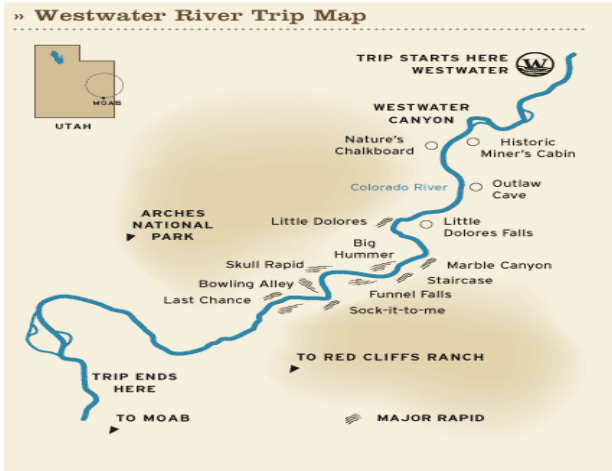 » Westwater River Trip Map
MOAB
UTAH
TRIP STARTS HERE
WESTWATER
W
WESTWATER
CANYON
Nature's
Chalkboard
Historic
Miner's Cabin
Colorado River
Outlaw
Cave
ARCHES
NATIONAL
PARK
Little Dolores
Little
Dolores Falls
Big
Hummer
Skull Rapid
Marble Canyon
Bowling Alley
Staircase
Last Chance
Funnel Falls
Sock-it-to-me
TO RED CLIFFS RANCH
TRIP ENDS
HERE
TO MOAB
MAJOR RAPID